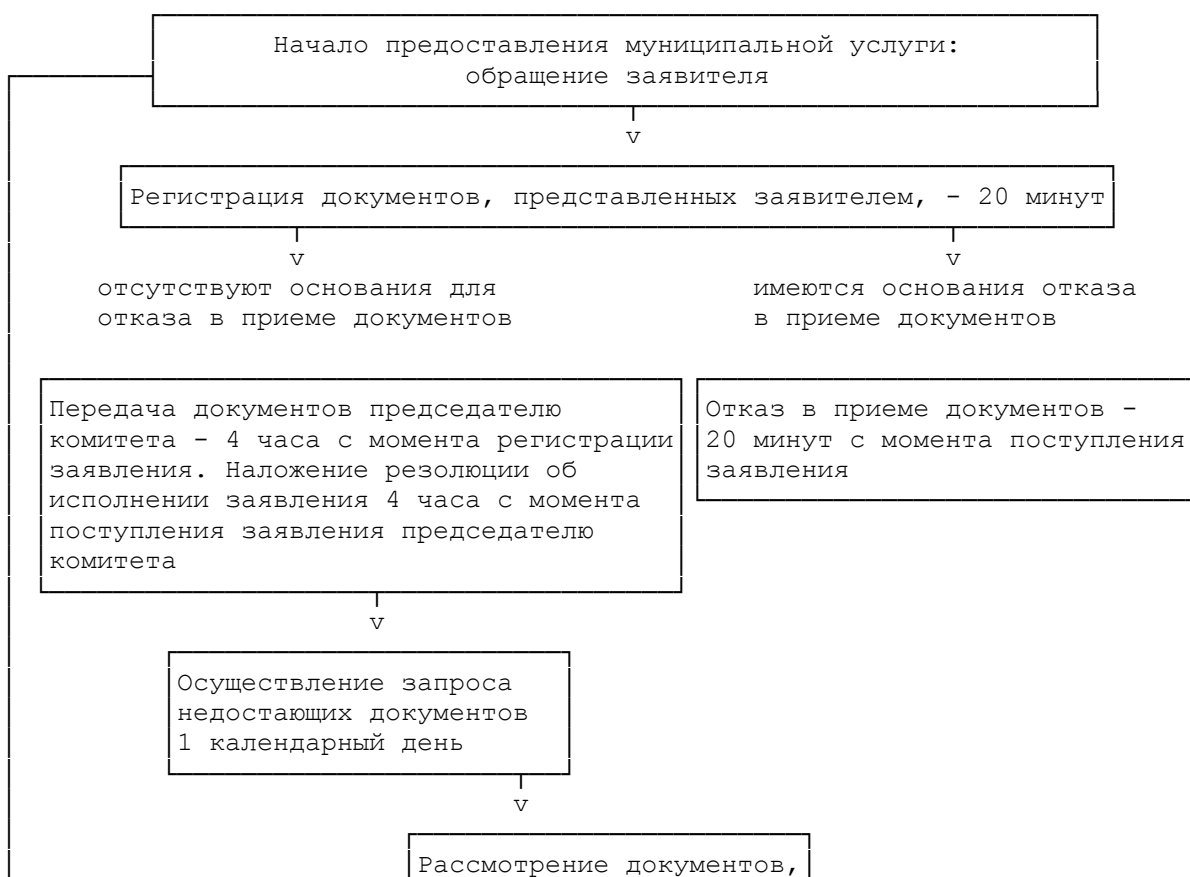 Начало предоставления муниципальной услуги:
обращение заявителя
v
Регистрация документов, представленных заявителем, - 20 минут
v v
отсутствуют основания для
отказа в приеме документов
имеются основания отказа
в приеме документов
Передача документов председателю
комитета - 4 часа с момента регистрации
заявления. Наложение резолюции об
исполнении заявления 4 часа с момента
поступления заявления председателю
комитета
Отказ в приеме документов -
20 минут с момента поступления
заявления
v
Осуществление запроса
недостающих документов
1 календарный день
v
Рассмотрение документов,